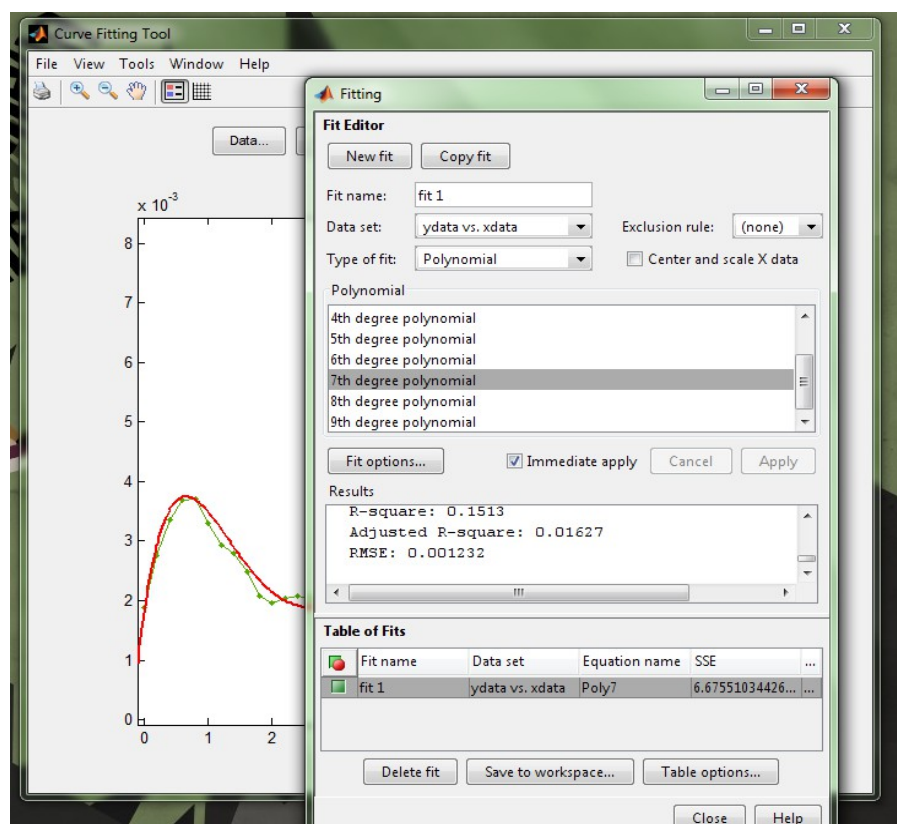 Curve Fitting Tool
File View Tools Window Help
Data...
x 10-3
8
7
6
5
4
3
2
1
0
0 1 2
Fitting
Fit Editor
New fit Copy fit
Fit name: fit 1
Data set: ydata vs. xdata Exclusion rule: (none)
Type of fit: Polynomial Center and scale X data
Polynomial
4th degree polynomial
5th degree polynomial
6th degree polynomial
7th degree polynomial
8th degree polynomial
9th degree polynomial
Fit options... Immediate apply Cancel Apply
Results
R-square: 0.1513
Adjusted R-square: 0.01627
RMSE: 0.001232
Table of Fits
Fit name Data set Equation name SSE ...
fit 1 ydata vs. xdata Poly7 6.67551034426... ...
Delete fit Save to workspace... Table options...
Close Help